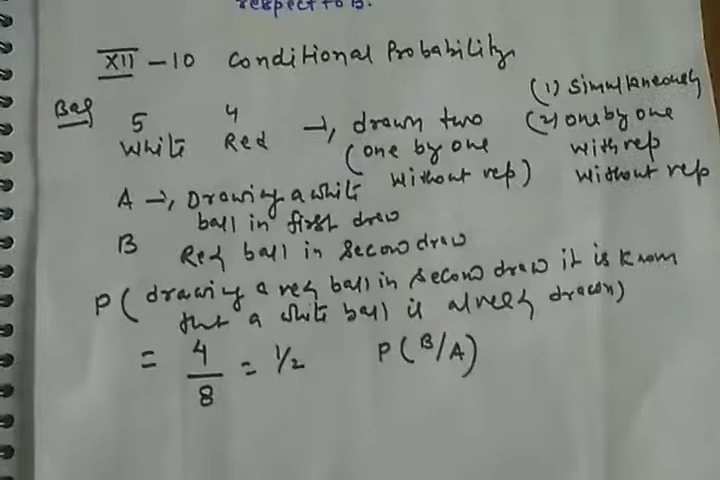 respect to B.
XII - 10 Conditional Probability
(1) simultaneously
Bag 5 4 → drawn two (2) one by one
White Red (one by one with rep
without rep) without rep
A → Drawing a white
ball in first draw
B Red ball in second draw
P( drawing a red ball in second draw it is known
that a white ball is already drawn)
= 4/8 = 1/2 P(B/A)